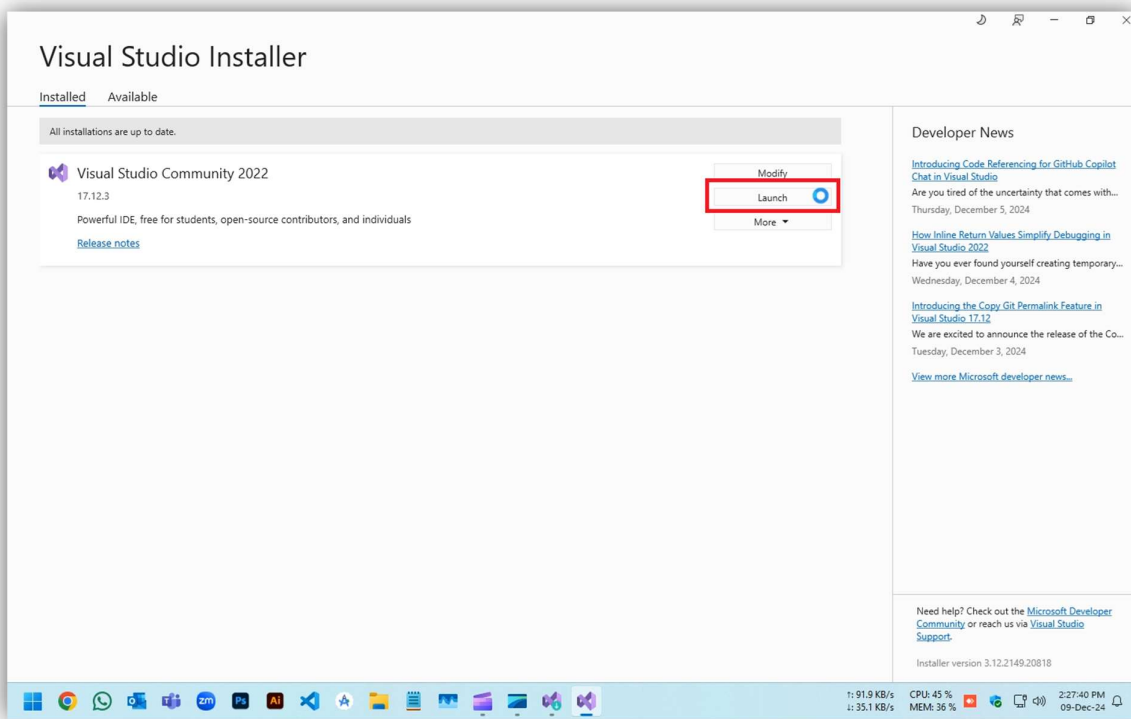 Visual Studio Installer
Installed Available
All installations are up to date.
Visual Studio Community 2022
17.12.3
Powerful IDE, free for students, open-source contributors, and individuals
Release notes
Modify
Launch
More
Developer News
Introducing Code Referencing for GitHub Copilot
Chat in Visual Studio
Are you tired of the uncertainty that comes with...
Thursday, December 5, 2024
How Inline Return Values Simplify Debugging in
Visual Studio 2022
Have you ever found yourself creating temporary...
Wednesday, December 4, 2024
Introducing the Copy Git Permalink Feature in
Visual Studio 17.12
We are excited to announce the release of the Co...
Tuesday, December 3, 2024
View more Microsoft developer news...
Need help? Check out the Microsoft Developer
Community or reach us via Visual Studio
Support.
Installer version 3.12.2149.20818
zm Ps Ai
↑: 91.9 KB/s CPU: 45 % 2:27:40 PM
↓: 35.1 KB/s MEM: 36 % 09-Dec-24